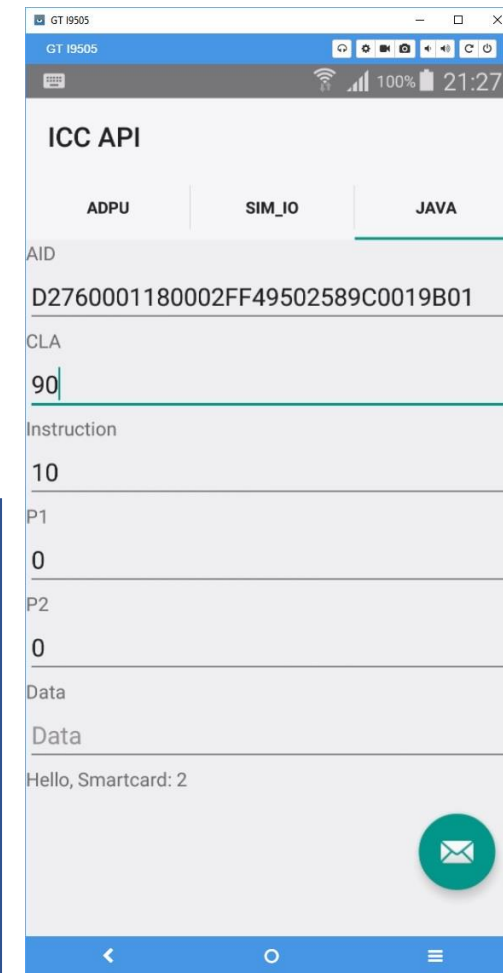 GT I9505
GT I9505
100% 21:27
ICC API
ADPU SIM_IO JAVA
AID
D2760001180002FF49502589C0019B01
CLA
90
Instruction
10
P1
0
P2
0
Data
Data
Hello, Smartcard: 2